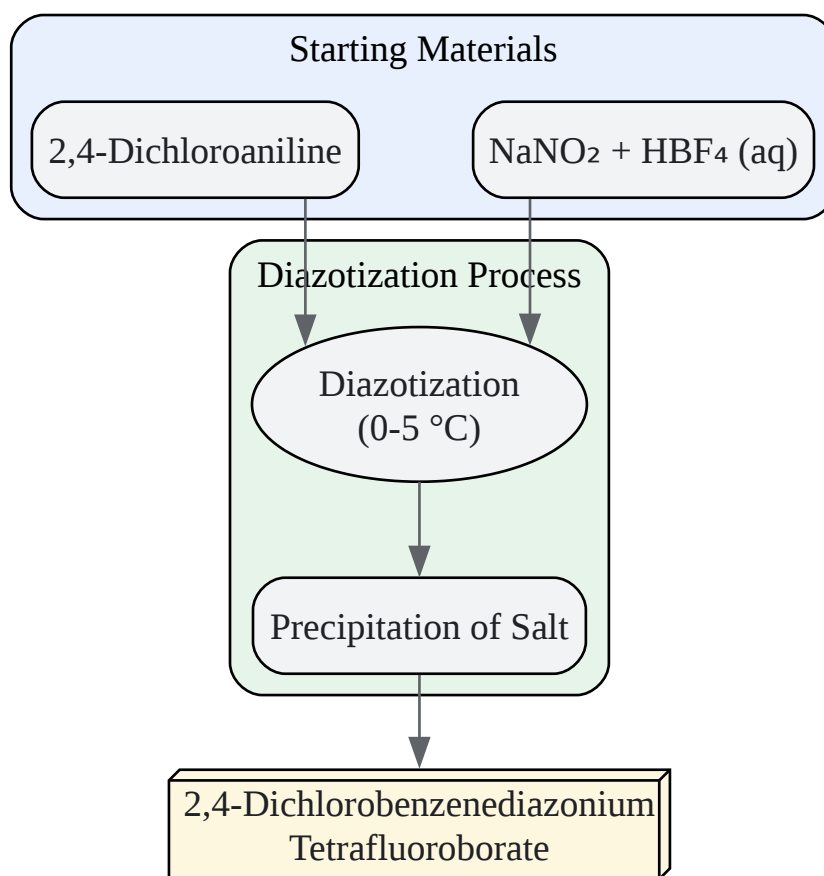 Starting Materials
2,4-Dichloroaniline
NaNO₂ + HBF₄ (aq)
Diazotization Process
Diazotization
(0-5 °C)
Precipitation of Salt
2,4-Dichlorobenzenediazonium
Tetrafluoroborate